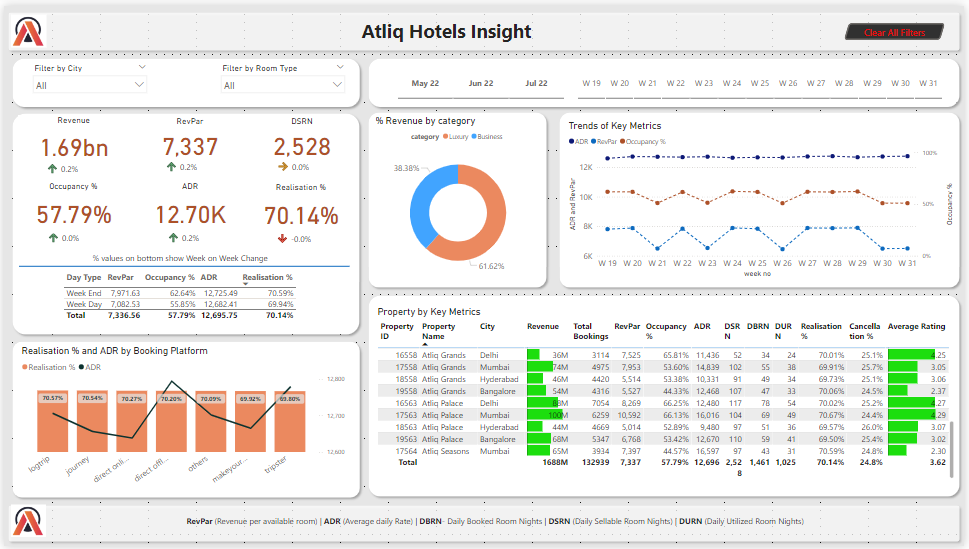 Atliq Hotels Insight
Clear All Filters
Filter by City
Filter by Room Type
All
All
May 22 Jun 22 Jul 22
W 19 W 20 W 21 W 22 W 23 W 24 W 25 W 26 W 27 W 28 W 29 W 30 W 31
Revenue RevPar DSRN
1.69bn 7,337 2,528
0.2% 0.2% 0.0%
Occupancy % ADR Realisation %
57.79% 12.70K 70.14%
0.0% 0.2% -0.0%
% values on bottom show Week on Week Change
Day Type RevPar Occupancy % ADR Realisation %
Week End 7,971.63 62.64% 12,725.49 70.59%
Week Day 7,082.53 55.85% 12,682.41 69.94%
Total 7,336.56 57.79% 12,695.75 70.14%
% Revenue by category
category Luxury Business
38.38%
61.62%
Trends of Key Metrics
ADR RevPar Occupancy %
12K
10K
8K
6K
ADR and RevPar
100%
50%
0%
Occupancy %
W 19 W 20 W 21 W 22 W 23 W 24 W 25 W 26 W 27 W 28 W 29 W 30 W 31
week no
Realisation % and ADR by Booking Platform
Realisation % ADR
70.57% 70.54% 70.27% 70.20% 70.09% 69.92% 69.80%
12,800
12,700
12,600
logtrip journey direct onli... direct offl... others makeyour... tripster
Property by Key Metrics
Property ID Property Name City Revenue Total Bookings RevPar Occupancy % ADR DSRN DBRN DURN Realisation % Cancellation % Average Rating
16558 Atliq Grands Delhi 36M 3114 7,525 65.81% 11,436 52 34 24 70.01% 25.1% 4.25
17558 Atliq Grands Mumbai 74M 4975 7,953 53.60% 14,839 102 55 38 69.91% 25.7% 3.05
18558 Atliq Grands Hyderabad 46M 4420 5,514 53.38% 10,331 91 49 34 69.73% 25.1% 3.06
19558 Atliq Grands Bangalore 54M 4316 5,527 44.33% 12,468 107 47 33 70.06% 24.5% 2.37
16563 Atliq Palace Delhi 7054 8,269 66.25% 12,480 117 78 54 70.02% 25.2% 4.27
17563 Atliq Palace Mumbai 100M 6259 10,592 66.13% 16,016 104 69 49 70.67% 24.4% 4.29
18563 Atliq Palace Hyderabad 44M 4669 5,014 52.89% 9,480 97 51 36 69.57% 26.0% 3.07
19563 Atliq Palace Bangalore 68M 5347 6,768 53.42% 12,670 110 59 41 69.50% 25.4% 3.02
17564 Atliq Seasons Mumbai 65M 3934 7,397 44.57% 16,597 97 43 31 70.59% 24.8% 2.30
Total 1688M 132939 7,337 57.79% 12,696 2,528 1,461 1,025 70.14% 24.8% 3.62
RevPar (Revenue per available room) | ADR (Average daily Rate) | DBRN- Daily Booked Room Nights | DSRN (Daily Sellable Room Nights) | DURN (Daily Utilized Room Nights)